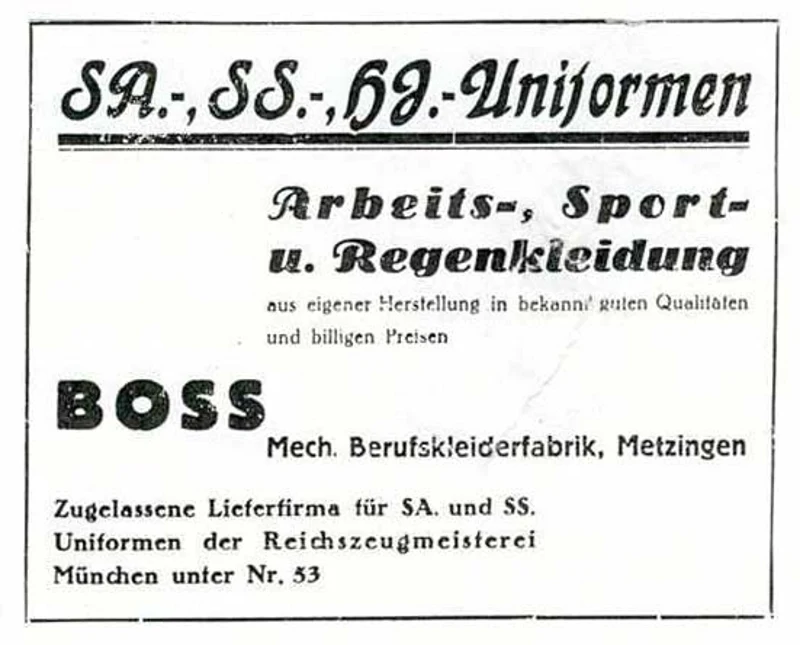 SA.-, SS.-, HJ.-Uniformen
Arbeits-, Sport-
u. Regenkleidung
aus eigener Herstellung in bekannt guten Qualitäten
und billigen Preisen
BOSS
Mech. Berufskleiderfabrik, Metzingen
Zugelassene Lieferfirma für SA. und SS.
Uniformen der Reichszeugmeisterei
München unter Nr. 53